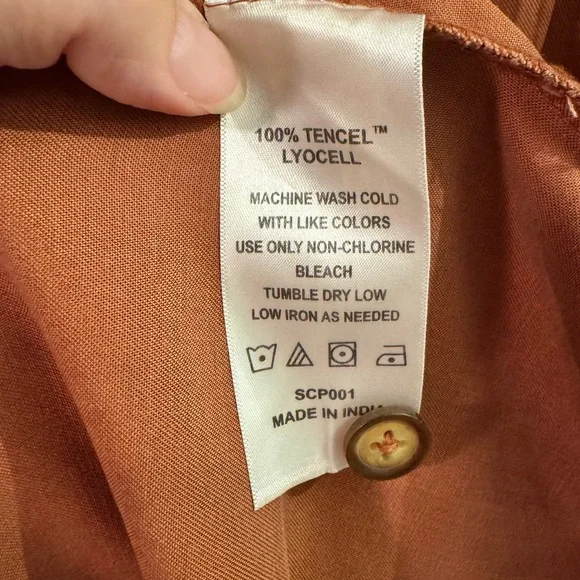 100% TENCEL™
LYOCELL
MACHINE WASH COLD
WITH LIKE COLORS
USE ONLY NON-CHLORINE
BLEACH
TUMBLE DRY LOW
LOW IRON AS NEEDED
SCP001
MADE IN INDIA